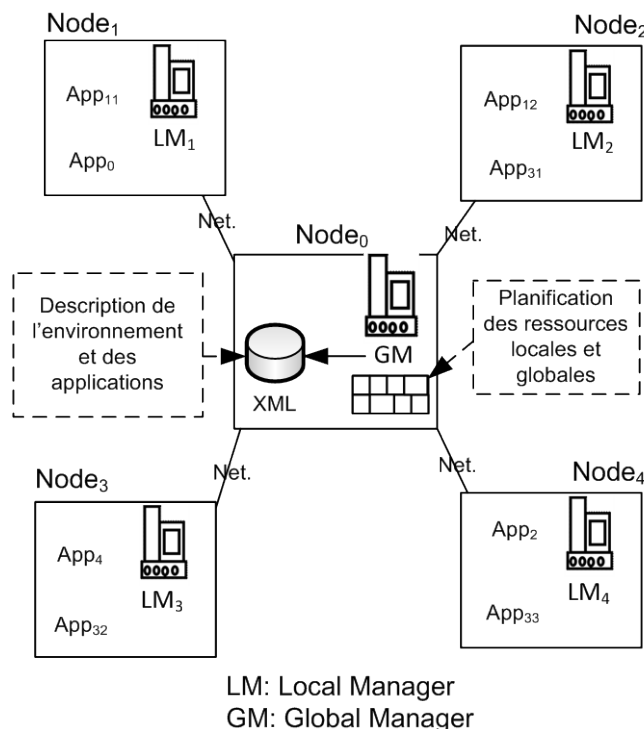 Node₁
App₁₁
LM₁
App₀
Net.
Node₂
App₁₂
LM₂
App₃₁
Net.
Node₀
GM
XML
Description de
l’environnement
et des
applications
Planification
des ressources
locales et
globales
Net.
Node₃
App₄
LM₃
App₃₂
Net.
Node₄
App₂
LM₄
App₃₃
LM: Local Manager
GM: Global Manager